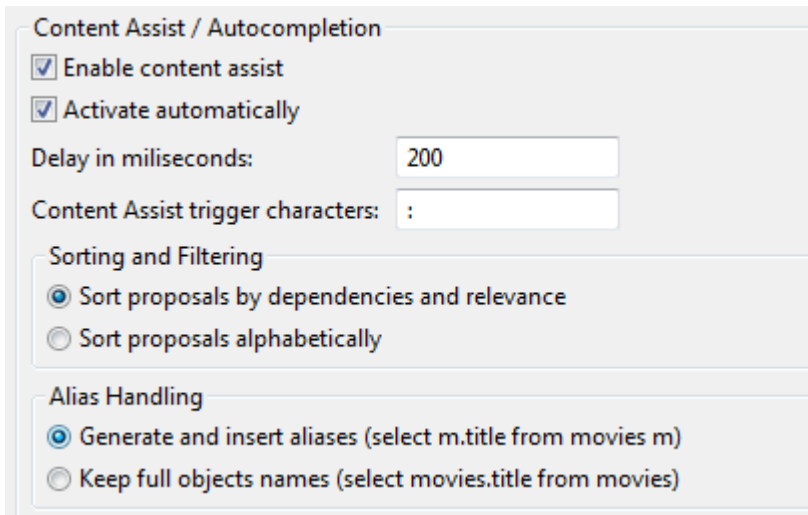 Content Assist / Autocompletion
Enable content assist
Activate automatically
Delay in miliseconds: 200
Content Assist trigger characters: :
Sorting and Filtering
Sort proposals by dependencies and relevance
Sort proposals alphabetically
Alias Handling
Generate and insert aliases (select m.title from movies m)
Keep full objects names (select movies.title from movies)